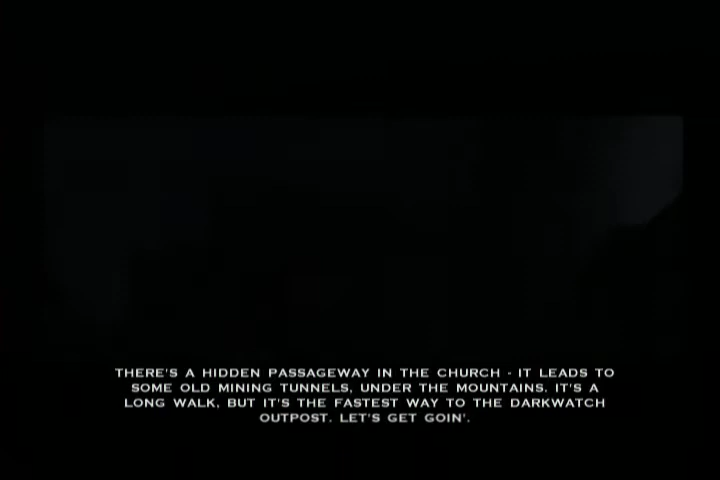 THERE'S A HIDDEN PASSAGEWAY IN THE CHURCH - IT LEADS TO
SOME OLD MINING TUNNELS, UNDER THE MOUNTAINS. IT'S A
LONG WALK, BUT IT'S THE FASTEST WAY TO THE DARKWATCH
OUTPOST. LET'S GET GOIN'.